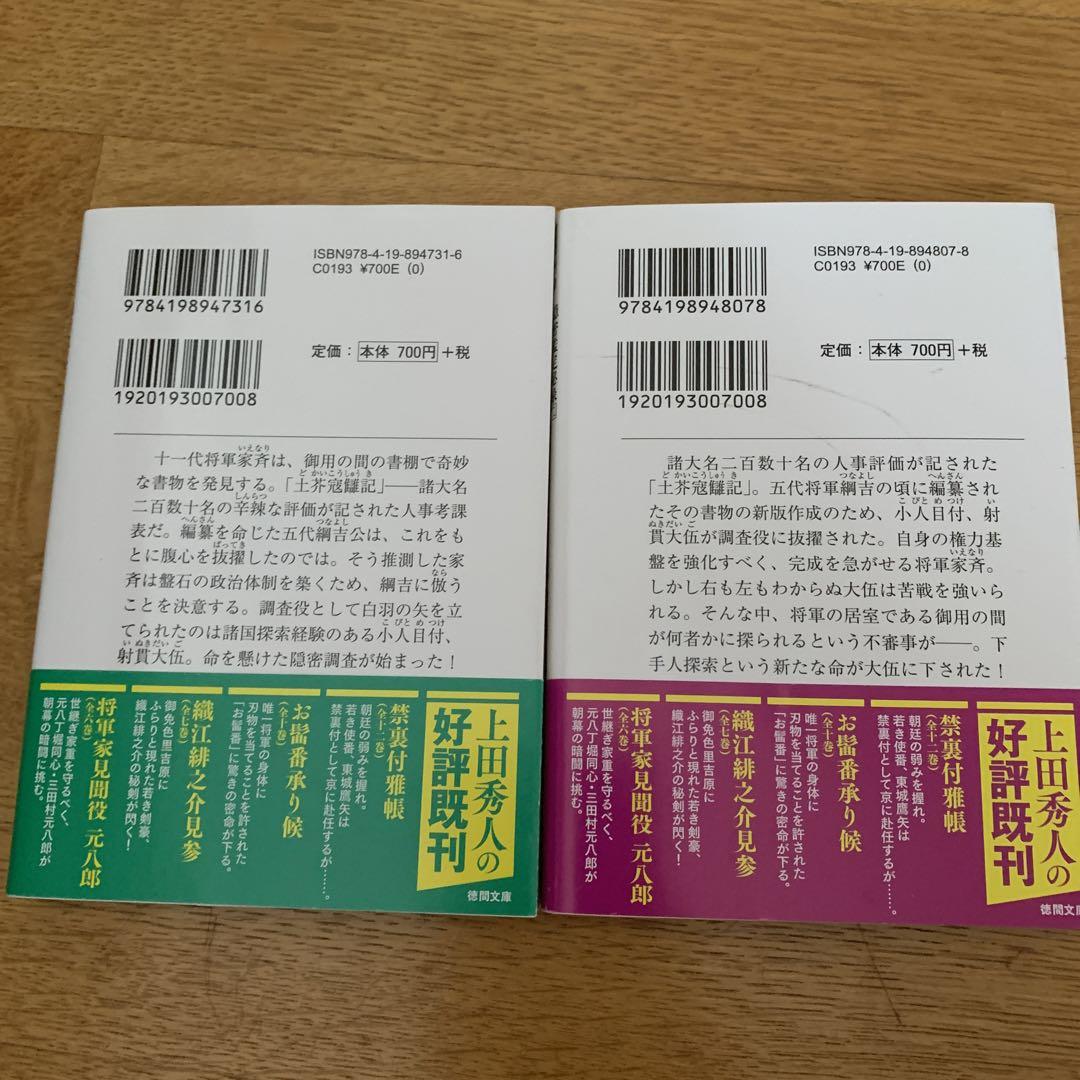 ISBN978-4-19-894731-6
C0193 ¥700E (0)
9784198947316
定価：本体 700円＋税
1920193007008
十一代将軍家斉は、御用の間の書棚で奇妙
な書物を発見する。「土芥寇讎記」――諸大名
二百数十名の辛辣な評価が記された人事考課
表だ。編纂を命じた五代綱吉公は、これをも
とに腹心を抜擢したのでは。そう推測した家
斉は盤石の政治体制を築くため、綱吉に倣う
ことを決意する。調査役として白羽の矢を立
てられたのは諸国探索経験のある小人目付、
射貫大伍。命を懸けた隠密調査が始まった！
上田秀人の
好評既刊
禁裏付雅帳
（全十二巻）
朝廷の弱みを握れ。
若き使番、東城鷹矢は
禁裏付として京に赴任するが……。
お髷番承り候
（全十巻）
唯一将軍の身体に
刃物を当てることを許された
「お髷番」に驚きの密命が下る。
織江緋之介見参
（全七巻）
御免色里吉原に
ふらりと現れた若き剣豪、
織江緋之介の秘剣が閃く！
将軍家見聞役 元八郎
（全六巻）
世継ぎ家重を守るべく、
元八丁堀同心・三田村元八郎が
朝幕の暗闇に挑む。
徳間文庫
ISBN978-4-19-894807-8
C0193 ¥700E (0)
9784198948078
定価：本体 700円＋税
1920193007008
諸大名二百数十名の人事評価が記された
「土芥寇讎記」。五代将軍綱吉の頃に編纂され
たその書物の新版作成のため、小人目付、射
貫大伍が調査役に抜擢された。自身の権力基
盤を強化すべく、完成を急がせる将軍家斉。
しかし右も左もわからぬ大伍は苦戦を強いら
れる。そんな中、将軍の居室である御用の間
が何者かに探られるという不審事が――。下
手人探索という新たな命が大伍に下された！
上田秀人の
好評既刊
禁裏付雅帳
（全十二巻）
朝廷の弱みを握れ。
若き使番、東城鷹矢は
禁裏付として京に赴任するが……。
お髷番承り候
（全十巻）
唯一将軍の身体に
刃物を当てることを許された
「お髷番」に驚きの密命が下る。
織江緋之介見参
（全七巻）
御免色里吉原に
ふらりと現れた若き剣豪、
織江緋之介の秘剣が閃く！
将軍家見聞役 元八郎
（全六巻）
世継ぎ家重を守るべく、
元八丁堀同心・三田村元八郎が
朝幕の暗闇に挑む。
徳間文庫